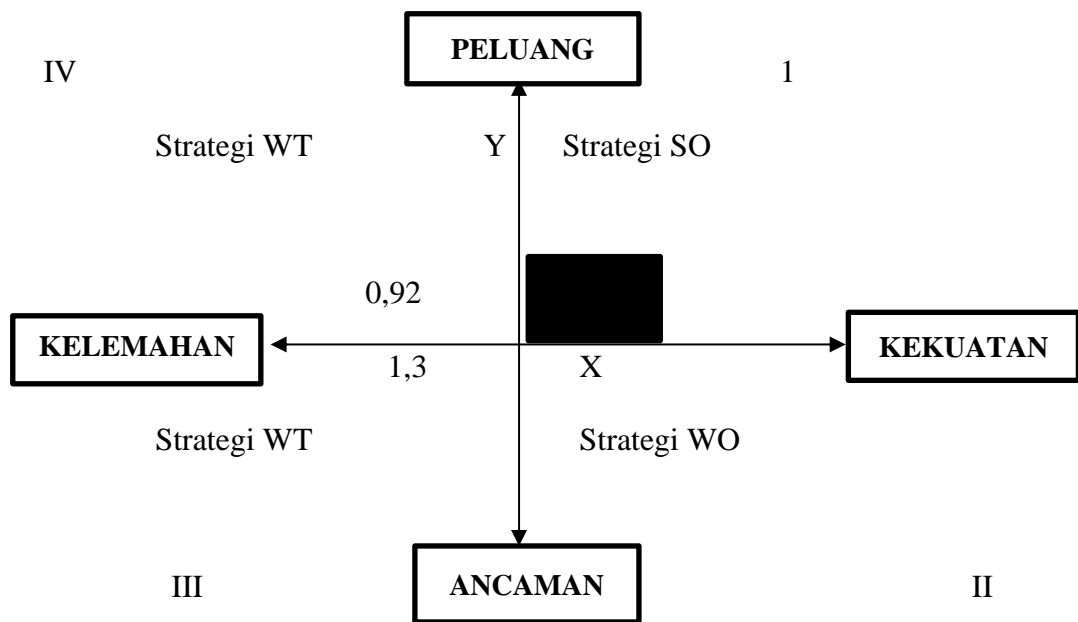 PELUANG
IV 1
Strategi WT Y Strategi SO
0,92
KELEMAHAN KEKUATAN
1,3 X
Strategi WT Strategi WO
III ANCAMAN II